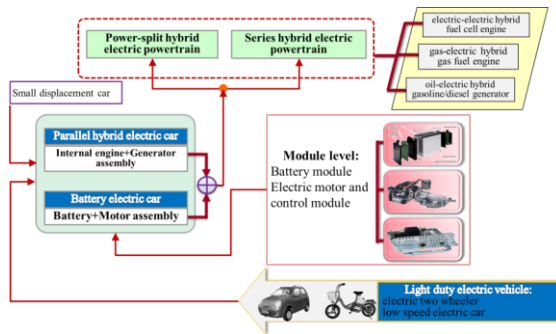 Power-split hybrid
electric powertrain
Series hybrid electric
powertrain
electric-electric hybrid
fuel cell engine
gas-electric hybrid
gas fuel engine
oil-electric hybrid
gasoline/diesel generator
Small displacement car
Parallel hybrid electric car
Internal engine+Generator
assembly
Battery electric car
Battery+Motor assembly
Module level:
Battery module
Electric motor and
control module
Light duty electric vehicle:
electric two wheeler
low speed electric car